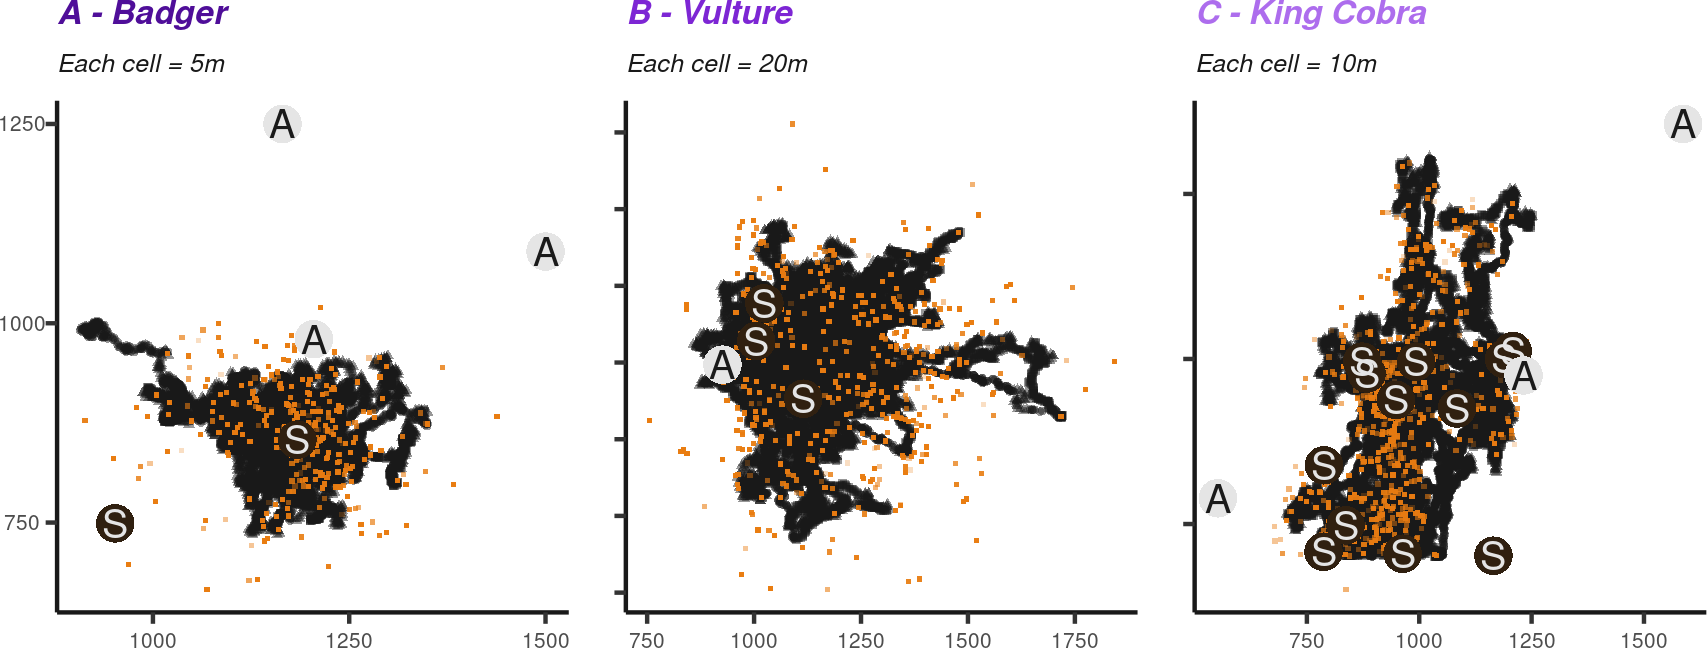 A - Badger
Each cell = 5m
1250
1000
750
A
A
A
S
S
1000
1250
1500
B - Vulture
Each cell = 20m
S
S
A
S
750
1000
1250
1500
1750
C - King Cobra
Each cell = 10m
A
S
S
S
S
S
A
S
S
S
A
S
S
S
S
750
1000
1250
1500